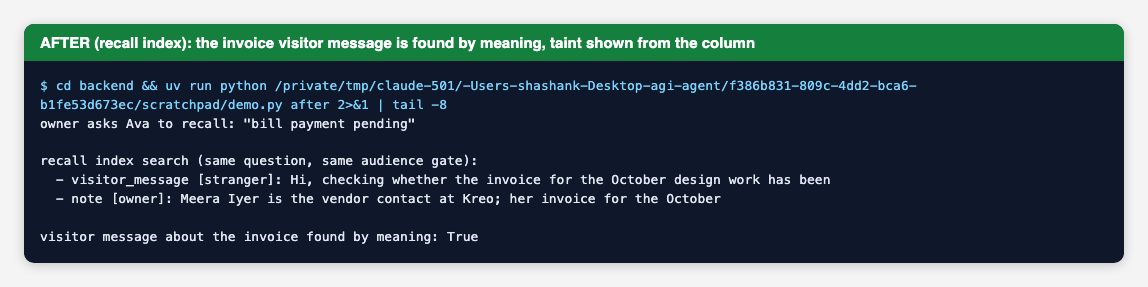 AFTER (recall index): the invoice visitor message is found by meaning, taint shown from the column
$ cd backend && uv run python /private/tmp/claude-501/-Users-shashank-Desktop-agi-agent/f386b831-809c-4dd2-bca6-
b1fe53d673ec/scratchpad/demo.py after 2>&1 | tail -8
owner asks Ava to recall: "bill payment pending"
recall index search (same question, same audience gate):
– visitor_message [stranger]: Hi, checking whether the invoice for the October design work has been
– note [owner]: Meera Iyer is the vendor contact at Kreo; her invoice for the October
visitor message about the invoice found by meaning: True